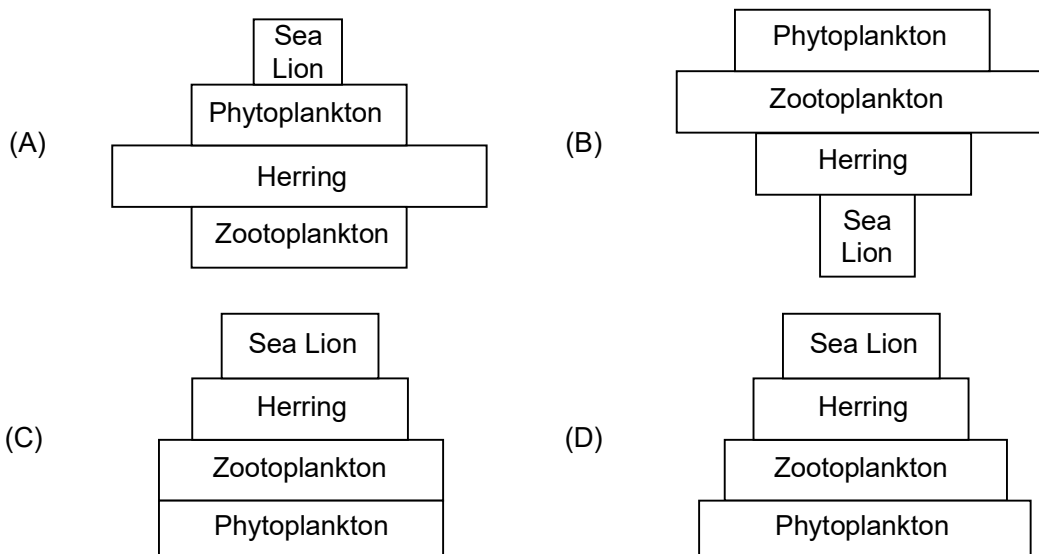 (A)
Sea
Lion
Phytoplankton
Herring
Zootoplankton
(B)
Phytoplankton
Zootoplankton
Herring
Sea
Lion
(C)
Sea Lion
Herring
Zootoplankton
Phytoplankton
(D)
Sea Lion
Herring
Zootoplankton
Phytoplankton